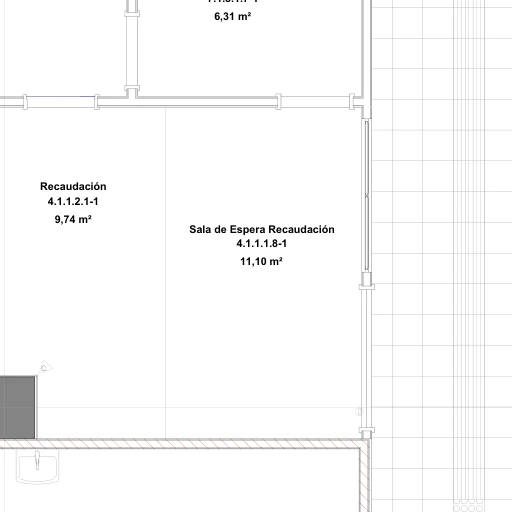 6,31 m²
Recaudación
4.1.1.2.1-1
9,74 m²
Sala de Espera Recaudación
4.1.1.1.8-1
11,10 m²